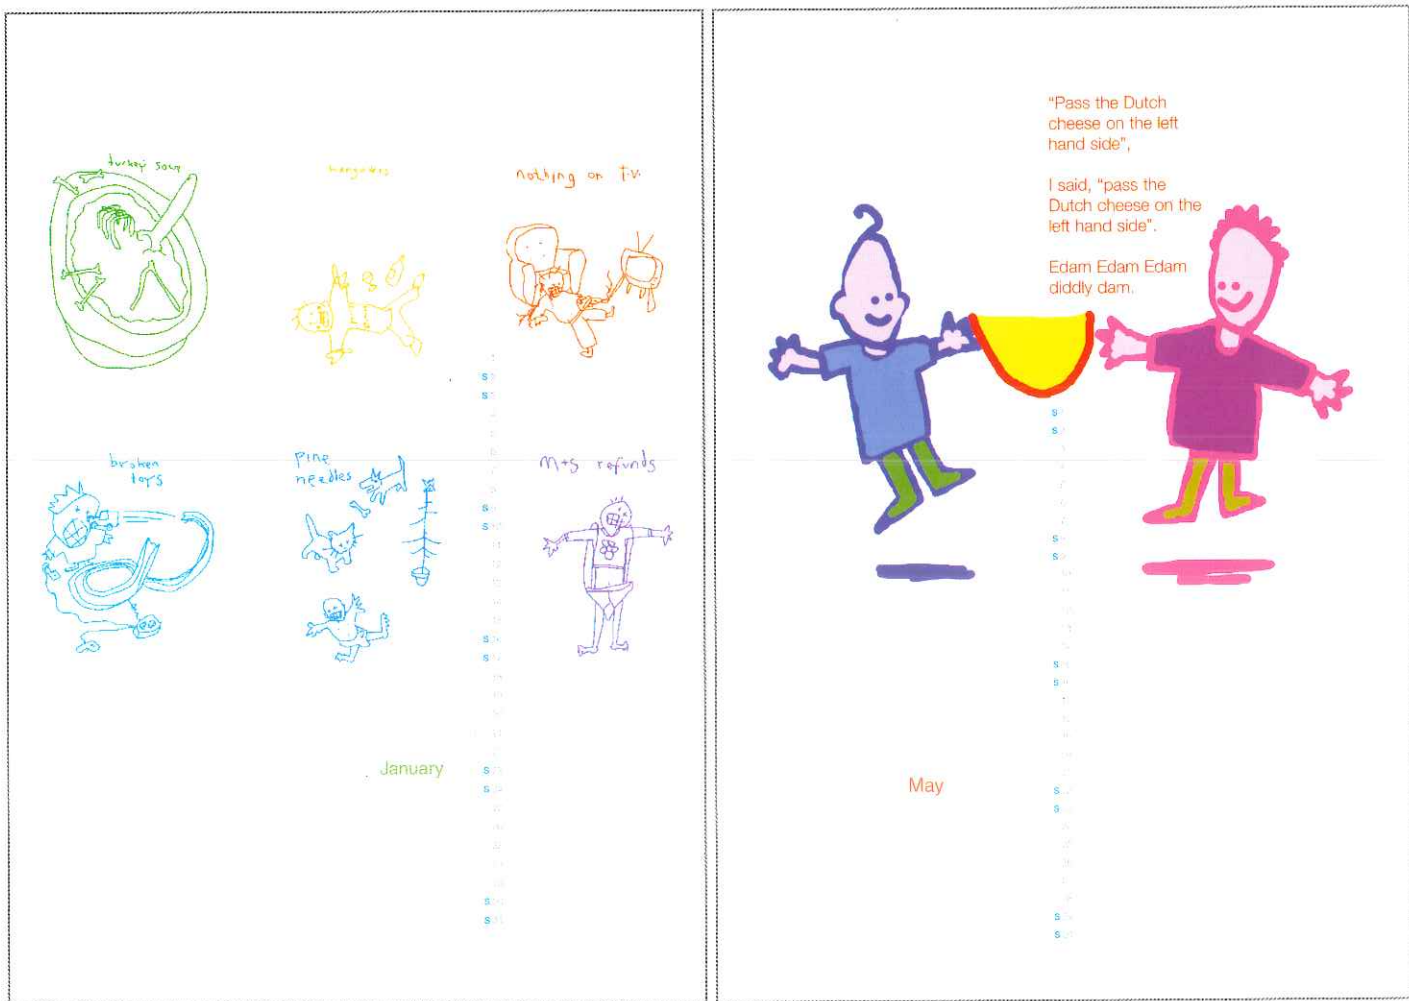 turkey soup
hangovers
nothing on T.V.
broken
toys
pine
needles
M+S refunds
January
s
s
s
s
s
s
s
s
s
s
"Pass the Dutch
cheese on the left
hand side",
I said, "pass the
Dutch cheese on the
left hand side".
Edam Edam Edam
diddly dam.
May
s
s
s
s
s
s
s
s
s
s